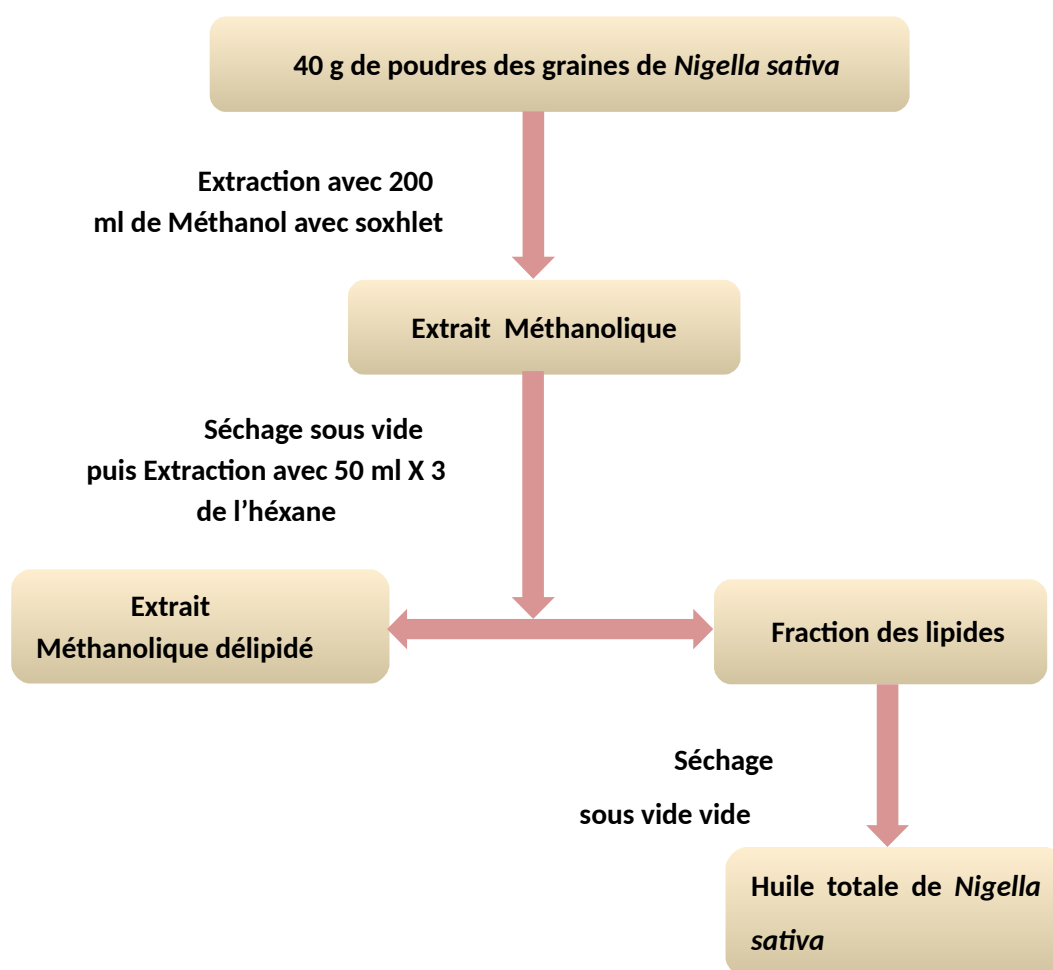 40 g de poudres des graines de Nigella sativa
Extraction avec 200
ml de Méthanol avec soxhlet
Extrait Méthanolique
Séchage sous vide
puis Extraction avec 50 ml X 3
de l’héxane
Extrait
Méthanolique délipidé
Fraction des lipides
Séchage
sous vide vide
Huile totale de Nigella
sativa